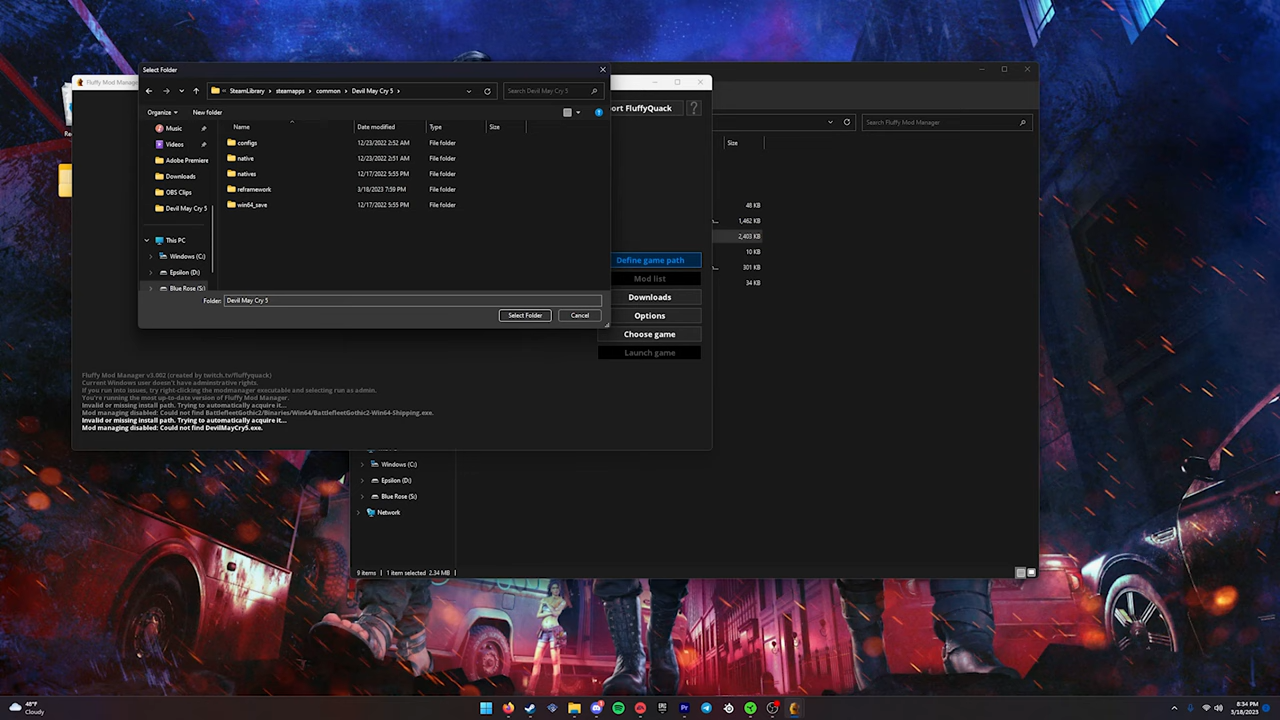 Select Folder
Fluffy Mod Manage
SteamLibrary > steamapps > common > Devil May Cry 5 >
Search Devil May Cry 5
Organize
New folder
ort FluffyQuack
?
Search Fluffy Mod Manager
Name
Date modified
Type
Size
Size
Music
Videos
Adobe Premiere
Downloads
OBS Clips
Devil May Cry 5
This PC
Windows (C:)
Epsilon (D:)
Blue Rose (S:)
configs 12/23/2022 2:52 AM File folder
native 12/23/2022 2:51 AM File folder
natives 12/17/2022 5:55 PM File folder
reframework 3/18/2023 7:59 PM File folder
win64_save 12/17/2022 5:55 PM File folder
48 KB
1,462 KB
2,403 KB
10 KB
301 KB
34 KB
Folder: Devil May Cry 5
Select Folder
Cancel
Define game path
Mod list
Downloads
Options
Choose game
Launch game
Fluffy Mod Manager v3.002 (created by twitch.tv/fluffyquack)
Current Windows user doesn't have adminstrative rights.
If you run into issues, try right-clicking the modmanager executable and selecting run as admin.
You're running the most up-to-date version of Fluffy Mod Manager.
Invalid or missing install path. Trying to automatically acquire it...
Mod managing disabled: Could not find BattlefleetGothic2/Binaries/Win64/BattlefleetGothic2-Win64-Shipping.exe.
Invalid or missing install path. Trying to automatically acquire it...
Mod managing disabled: Could not find DevilMayCry5.exe.
Windows (C:)
Epsilon (D:)
Blue Rose (S:)
Network
9 items
1 item selected 2.34 MB
48°F
Cloudy
8:34 PM
3/18/2023